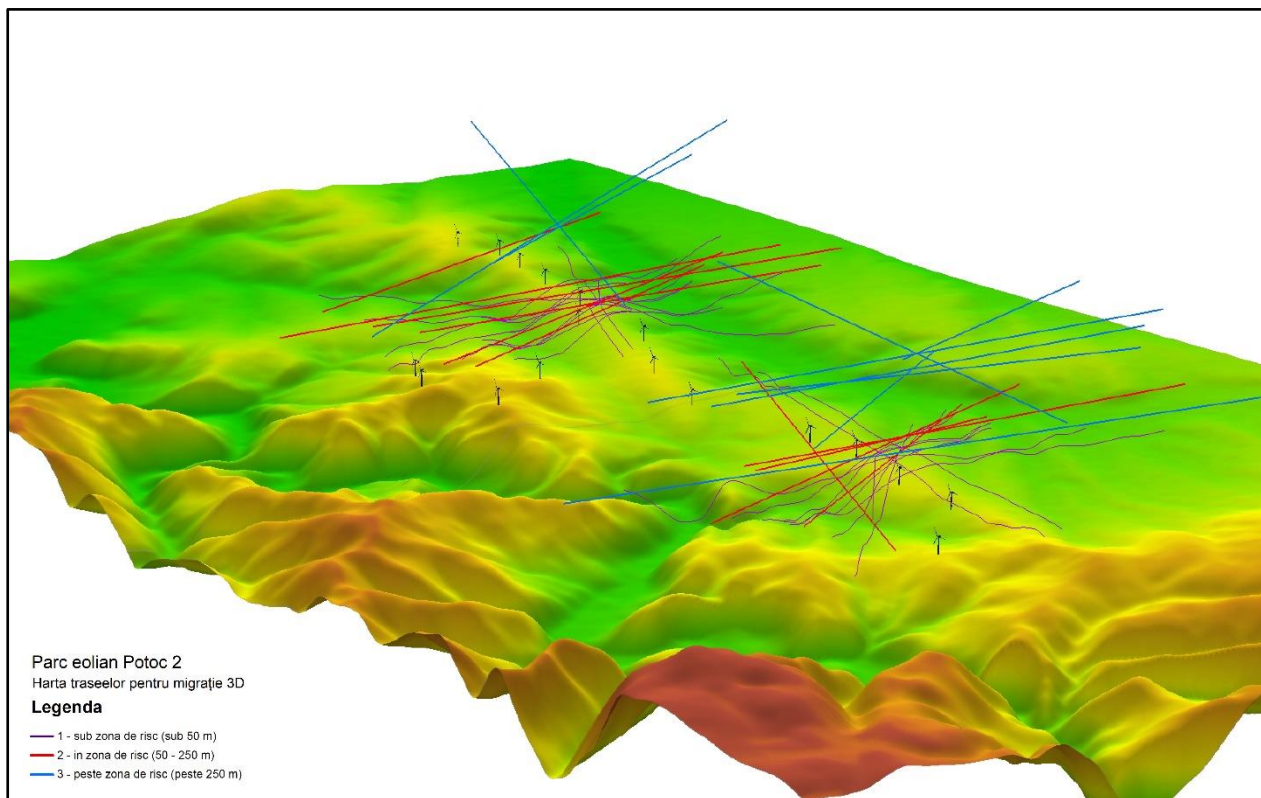 Parc eolian Potoc 2
Harta traseelor pentru migrație 3D
Legenda
1 - sub zona de risc (sub 50 m)
2 - in zona de risc (50 - 250 m)
3 - peste zona de risc (peste 250 m)